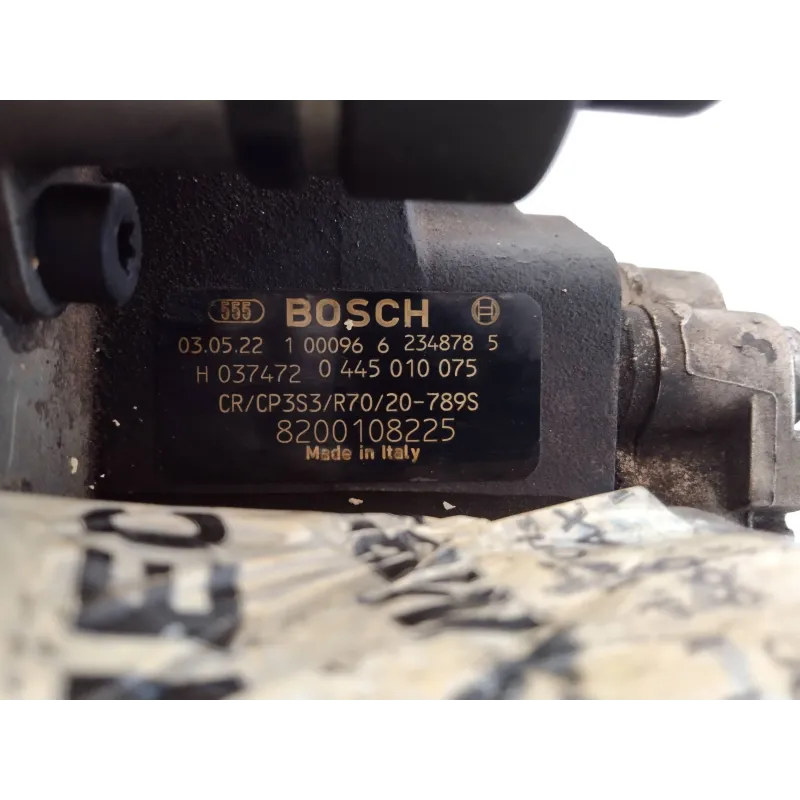 555 BOSCH
03.05.22 1 00096 6 234878 5
H 037472 0 445 010 075
CR/CP3S3/R70/20-789S
8200108225
Made in Italy
TEC